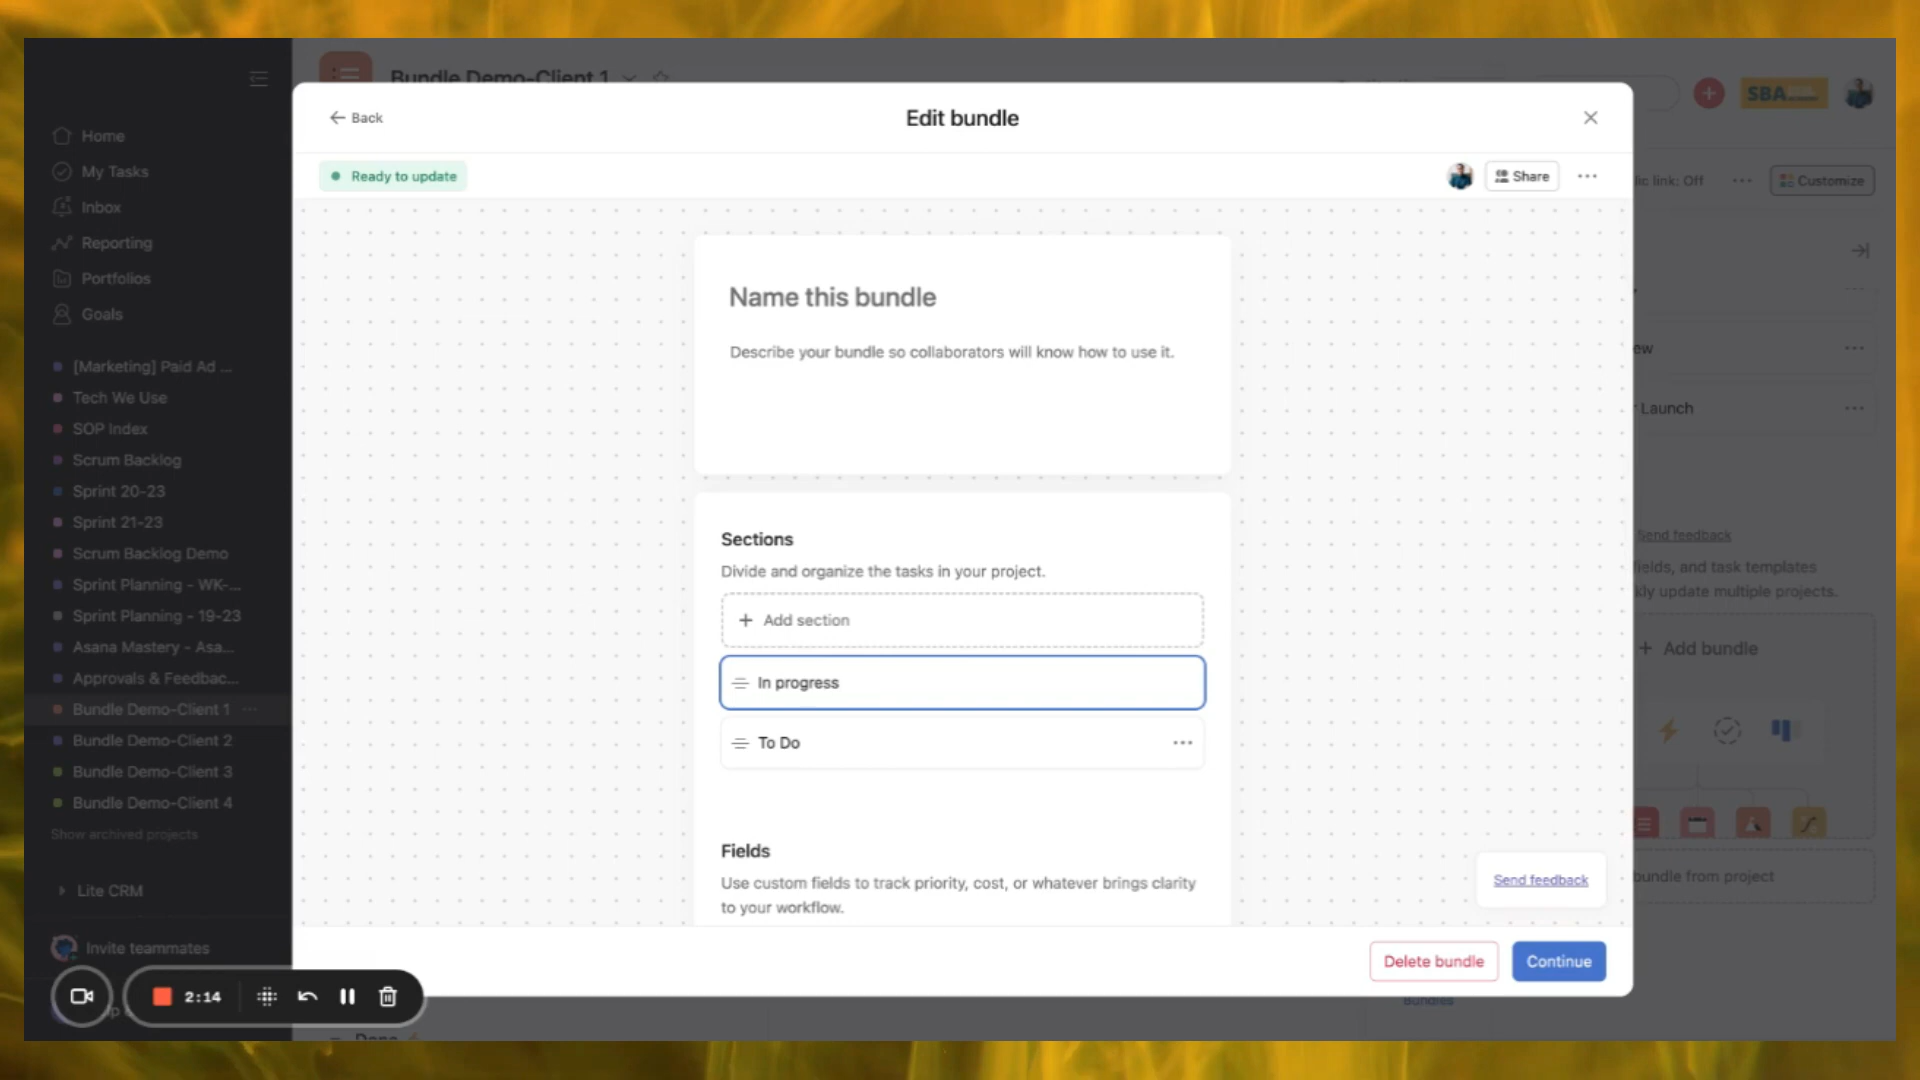 Bundle Demo-Client 1
SBA
Home
My Tasks
Inbox
Reporting
Portfolios
Goals
[Marketing] Paid Ad ...
Tech We Use
SOP Index
Scrum Backlog
Sprint 20-23
Sprint 21-23
Scrum Backlog Demo
Sprint Planning - WK-...
Sprint Planning - 19-23
Asana Mastery - Asa...
Approvals & Feedbac...
Bundle Demo-Client 1
Bundle Demo-Client 2
Bundle Demo-Client 3
Bundle Demo-Client 4
Show archived projects
Lite CRM
Invite teammates
2:14
Back
Edit bundle
Ready to update
Share
Name this bundle
Describe your bundle so collaborators will know how to use it.
Sections
Divide and organize the tasks in your project.
+ Add section
In progress
To Do
Fields
Use custom fields to track priority, cost, or whatever brings clarity
to your workflow.
Send feedback
Delete bundle
Continue
link: Off
Customize
ew
Launch
Send feedback
fields, and task templates
kly update multiple projects.
+ Add bundle
bundle from project
Bundles
Done